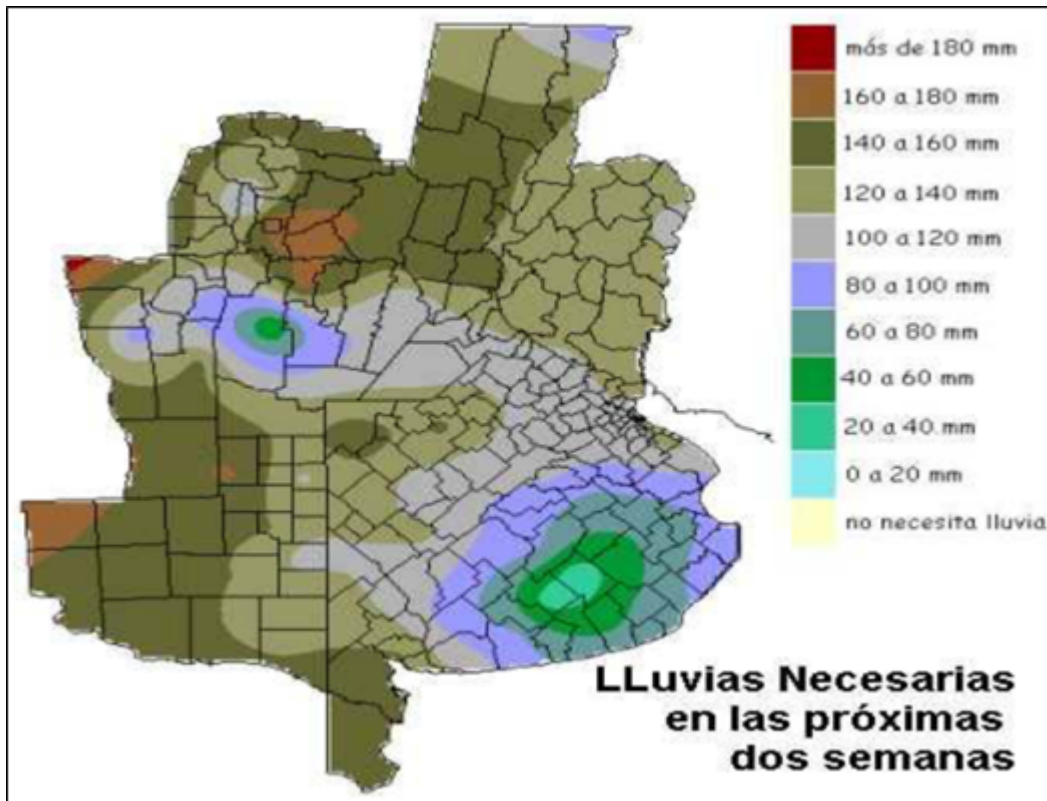 más de 180 mm
160 a 180 mm
140 a 160 mm
120 a 140 mm
100 a 120 mm
80 a 100 mm
60 a 80 mm
40 a 60 mm
20 a 40 mm
0 a 20 mm
no necesita lluvia
LLuvias Necesarias
en las próximas
dos semanas